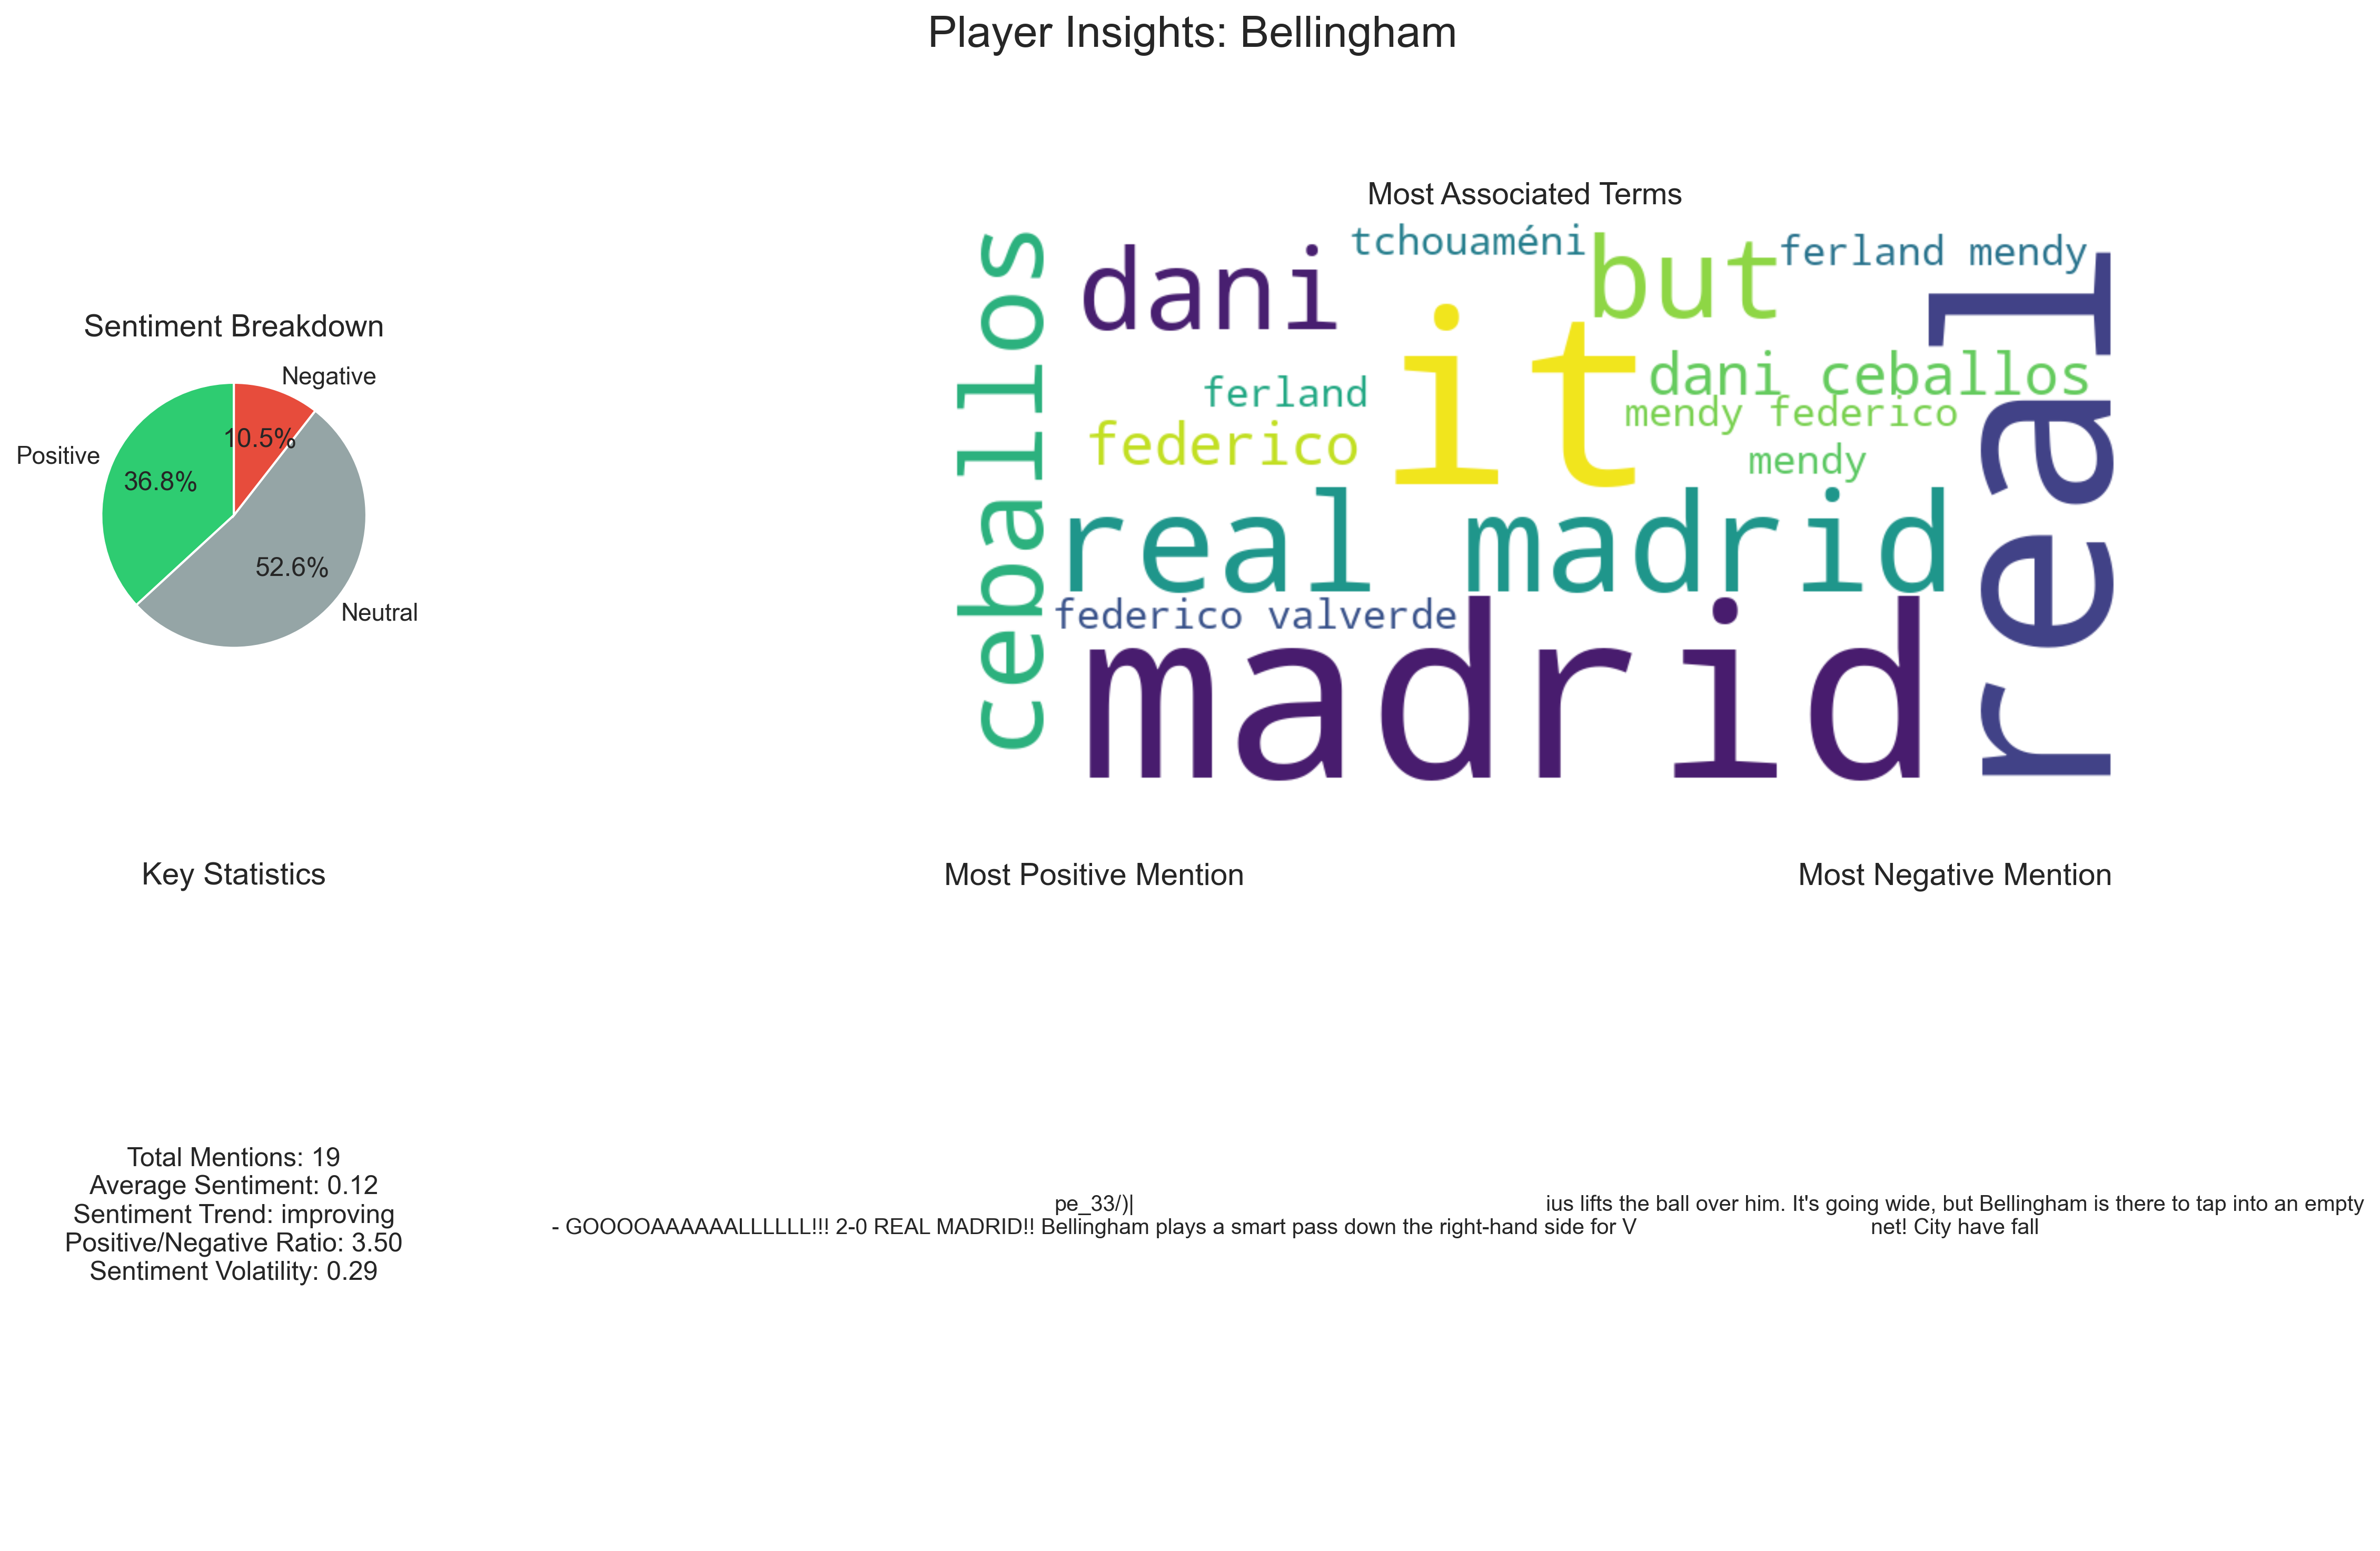 Player Insights: Bellingham
Sentiment Breakdown
Negative
10.5%
Positive
36.8%
52.6%
Neutral
Most Associated Terms
tchouaméni
ferland mendy
dani
but
ceballos
real
it
dani ceballos
ferland
mendy federico
federico
mendy
real madrid
federico valverde
madrid
Key Statistics
Total Mentions: 19
Average Sentiment: 0.12
Sentiment Trend: improving
Positive/Negative Ratio: 3.50
Sentiment Volatility: 0.29
Most Positive Mention
pe_33/)|
- GOOOOAAAAAALLLLLL!!! 2-0 REAL MADRID!! Bellingham plays a smart pass down the right-hand side for V
Most Negative Mention
ius lifts the ball over him. It's going wide, but Bellingham is there to tap into an empty
net! City have fall